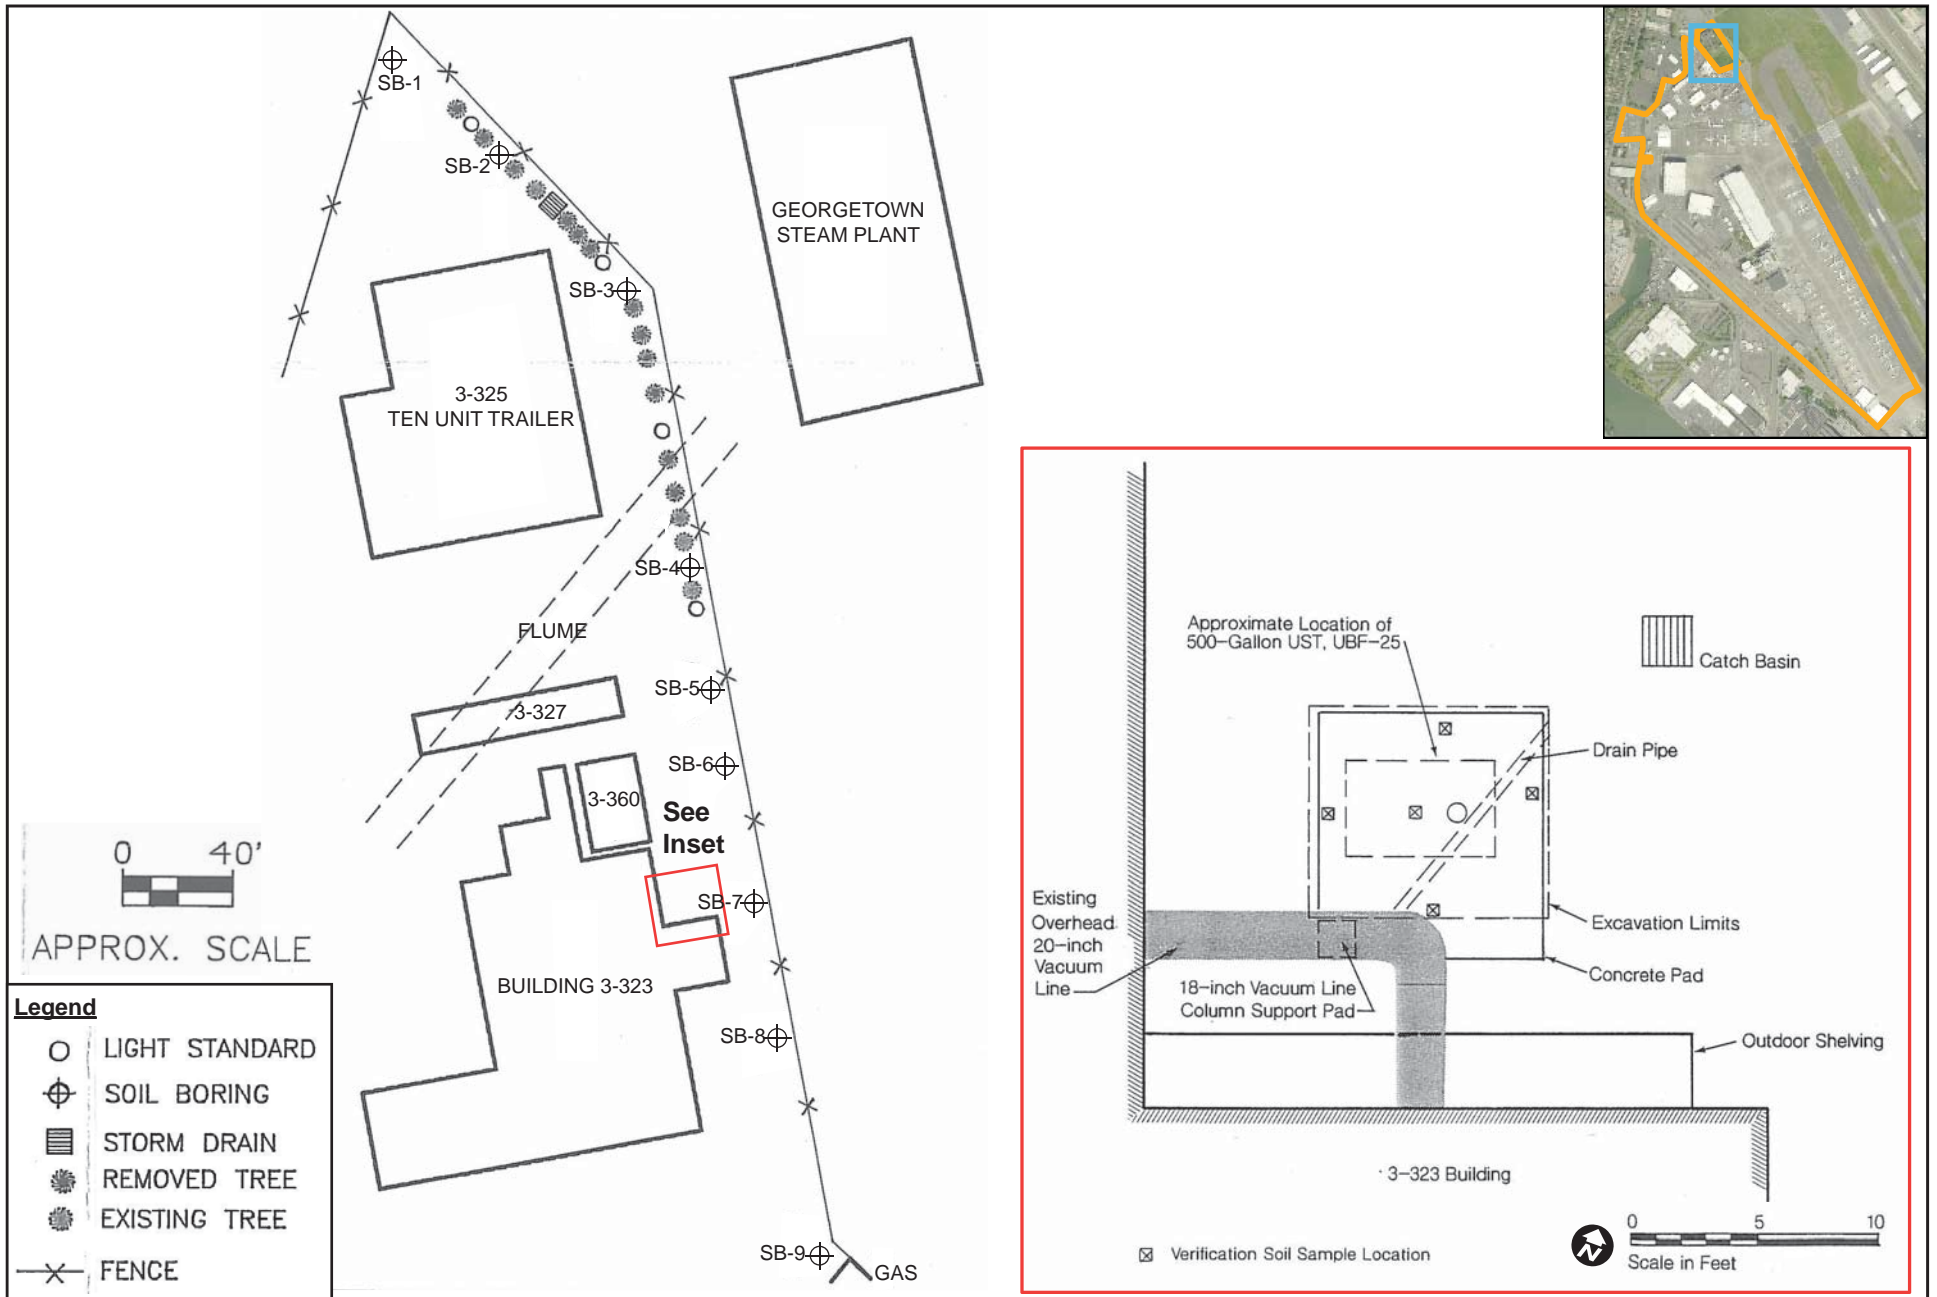 SB-1
SB-2
GEORGETOWN
STEAM PLANT
SB-3
3-325
TEN UNIT TRAILER
SB-4
FLUME
SB-5
3-327
SB-6
3-360
See
Inset
SB-7
BUILDING 3-323
SB-8
SB-9
GAS
0 40'
APPROX. SCALE
Legend
LIGHT STANDARD
SOIL BORING
STORM DRAIN
REMOVED TREE
EXISTING TREE
FENCE
Approximate Location of
500-Gallon UST, UBF-25
Catch Basin
Drain Pipe
Existing
Overhead
20-inch
Vacuum
Line
Excavation Limits
Concrete Pad
18-inch Vacuum Line
Column Support Pad
Outdoor Shelving
3-323 Building
Verification Soil Sample Location
N
0 5 10
Scale in Feet